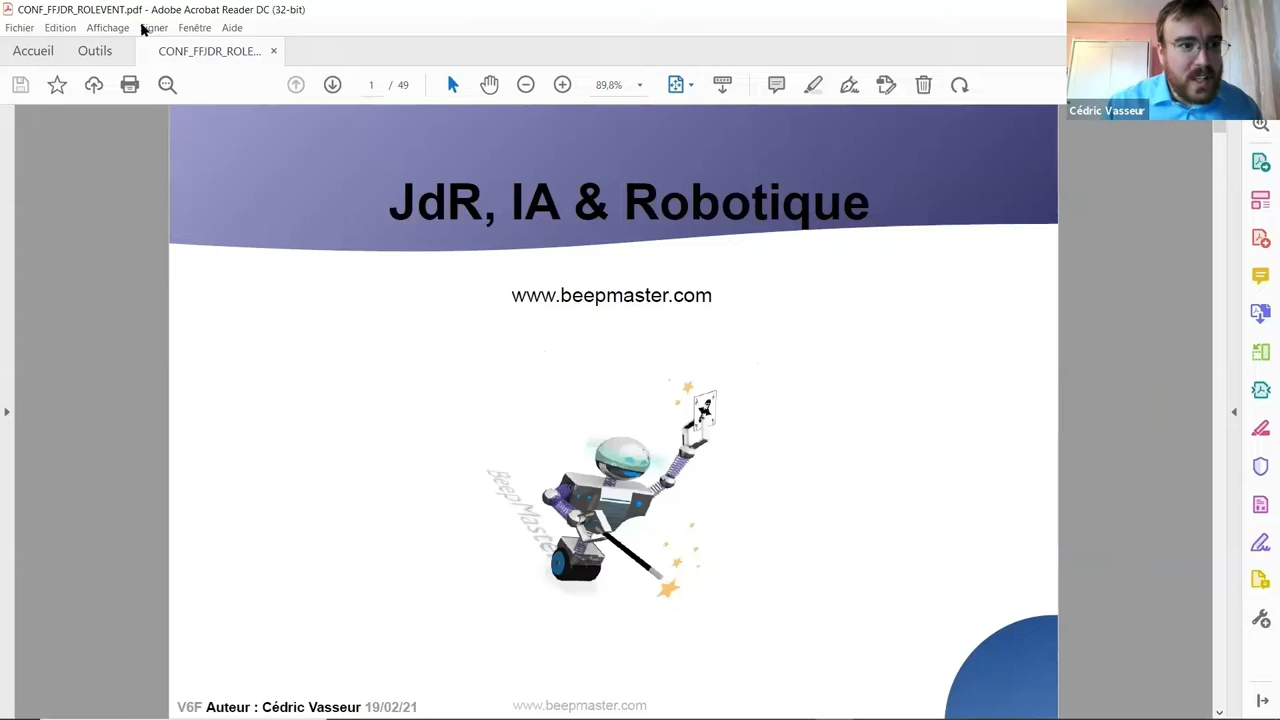 CONF_FFJDR_ROLEVENT.pdf - Adobe Acrobat Reader DC (32-bit)
Fichier Edition Affichage Fenêtre Aide
Accueil Outils CONF_FFJDR_ROLE... ×
1 / 49 89,8%
Cédric Vasseur
JdR, IA & Robotique
www.beepmaster.com
BeepMaster
V6F Auteur : Cédric Vasseur 19/02/21
www.beepmaster.com